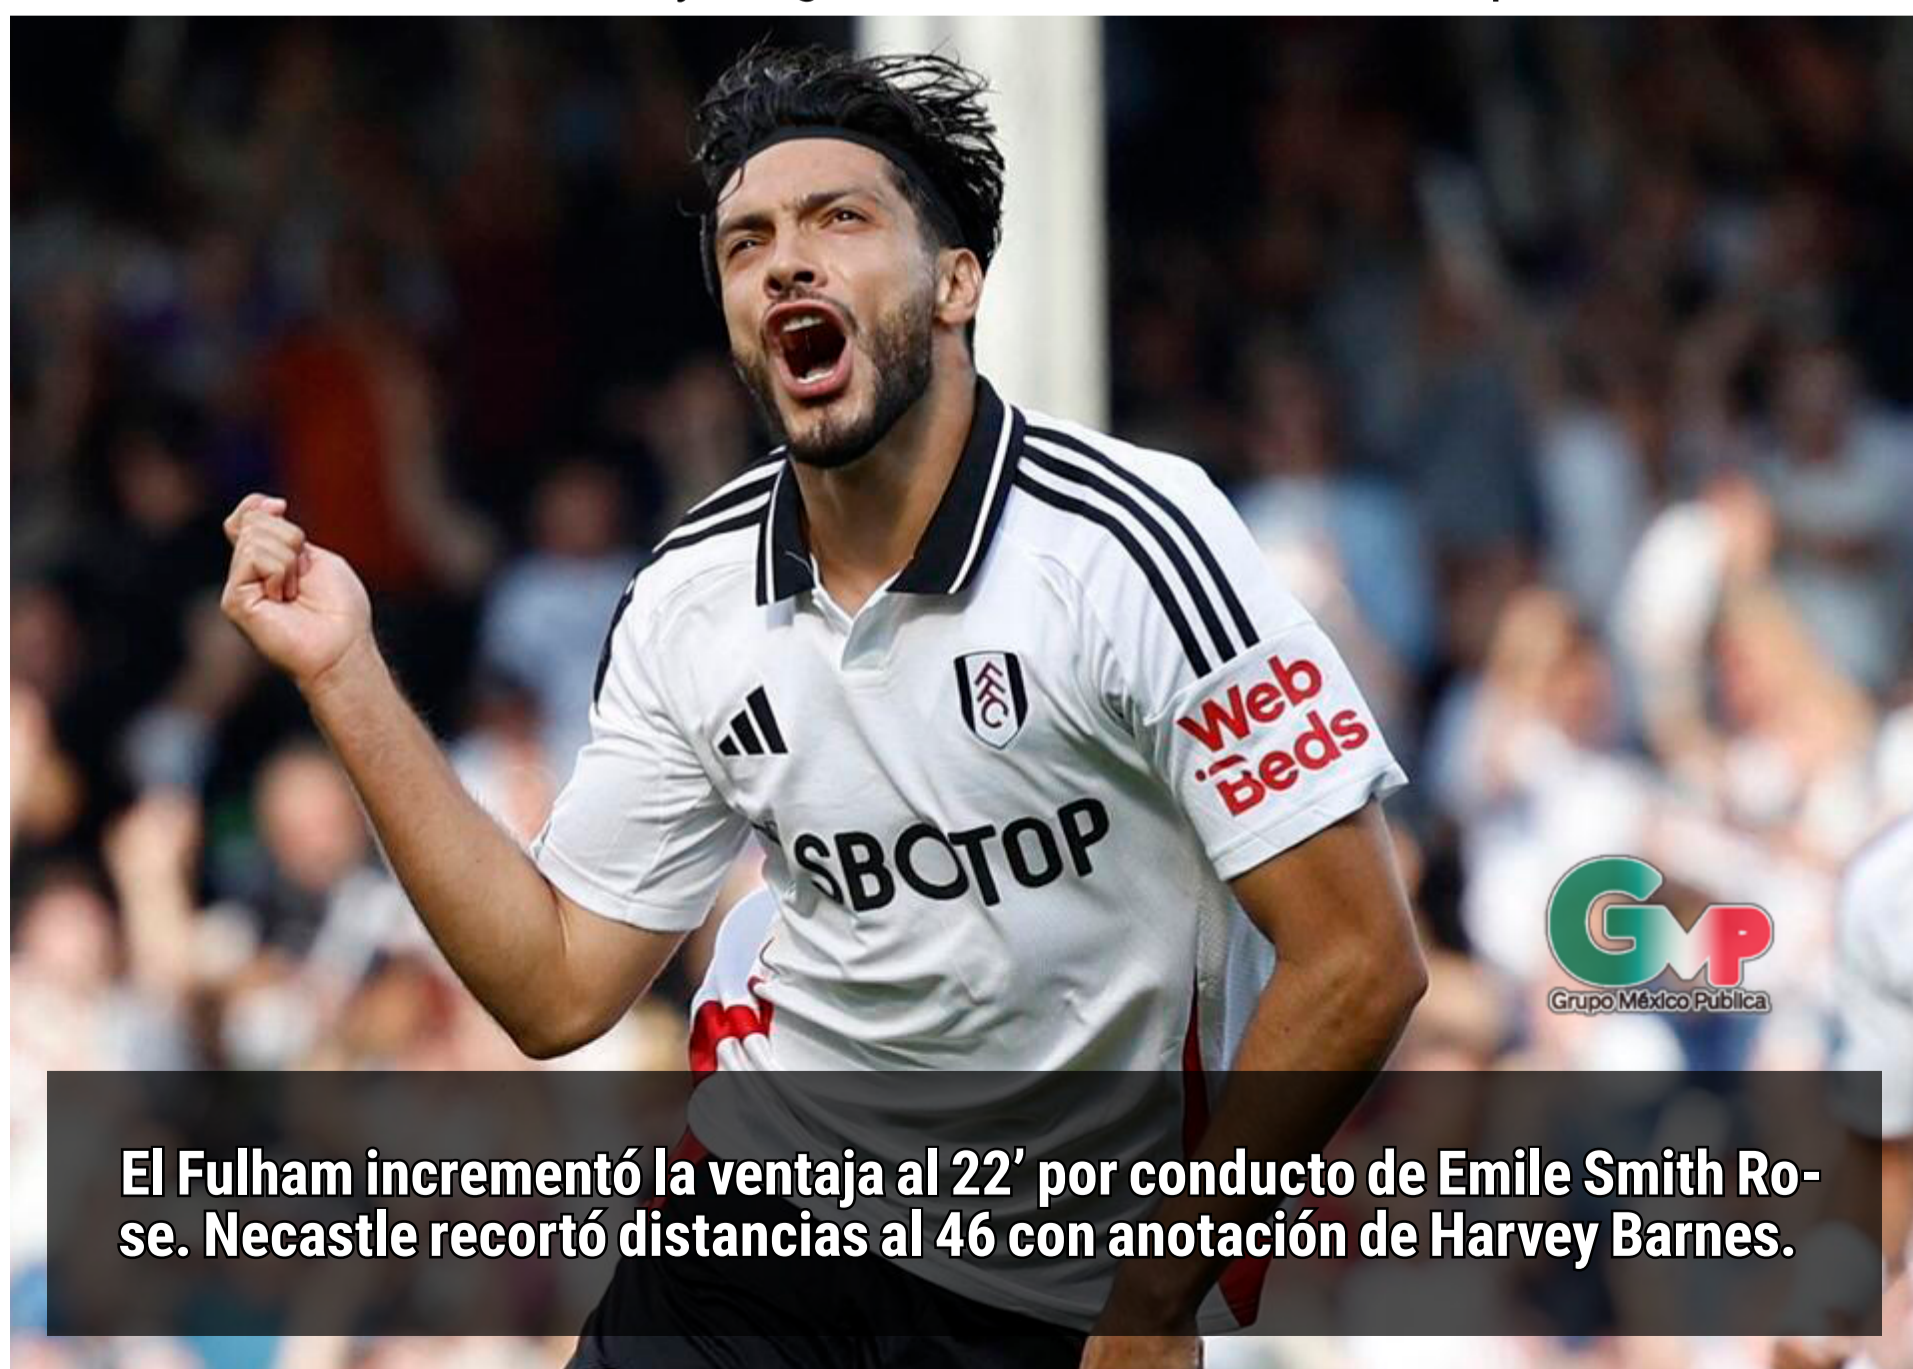 Web
Beds
SBOTOP
GMP
Grupo México Pública
El Fulham incrementó la ventaja al 22’ por conducto de Emile Smith Ro-
se. Necastle recortó distancias al 46 con anotación de Harvey Barnes.